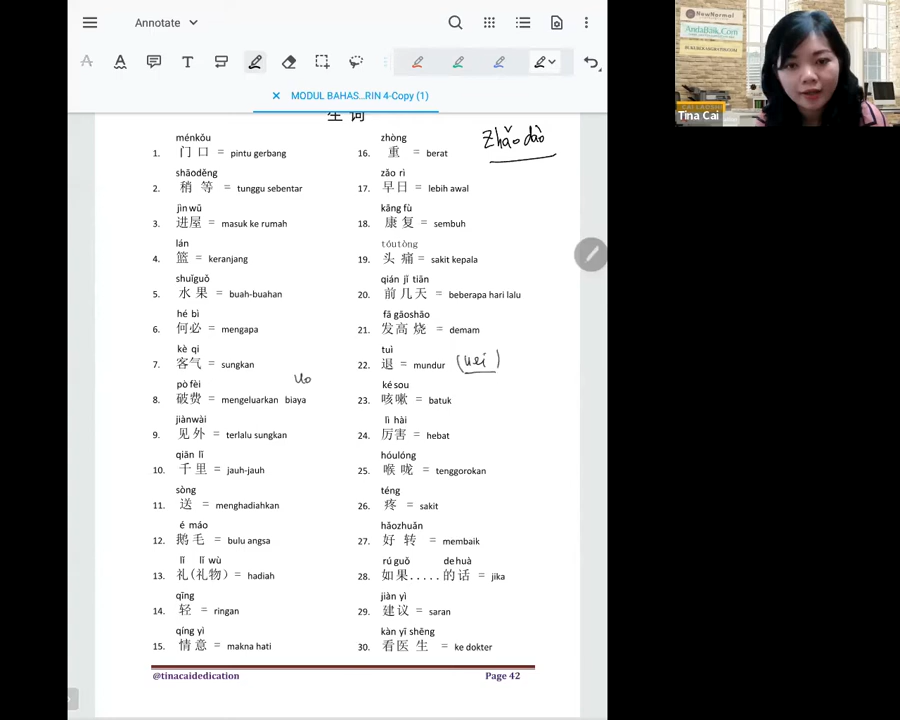 Annotate
MODUL BAHAS...RIN 4-Copy (1)
NewNormal
AndaBaik.Com
Tina Cai
生 词
zhǎodào
ménkǒu
1. 门 口 = pintu gerbang
shāoděng
2. 稍 等 = tunggu sebentar
jìn wū
3. 进屋 = masuk ke rumah
lán
4. 篮 = keranjang
shuǐguǒ
5. 水 果 = buah-buahan
hé bì
6. 何必 = mengapa
kè qi
7. 客气 = sungkan
uo
pò fèi
8. 破费 = mengeluarkan biaya
jiànwài
9. 见外 = terlalu sungkan
qiān lǐ
10. 千里 = jauh-jauh
sòng
11. 送 = menghadiahkan
é máo
12. 鹅毛 = bulu angsa
lǐ lǐ wù
13. 礼(礼物) = hadiah
qīng
14. 轻 = ringan
qíng yì
15. 情意 = makna hati
zhòng
16. 重 = berat
zǎo rì
17. 早日 = lebih awal
kāng fù
18. 康复 = sembuh
tóutòng
19. 头痛 = sakit kepala
qián jǐ tiān
20. 前几天 = beberapa hari lalu
fā gāoshāo
21. 发高烧 = demam
tuì
22. 退 = mundur (uei)
ké sou
23. 咳嗽 = batuk
lì hài
24. 厉害 = hebat
hóulóng
25. 喉咙 = tenggorokan
téng
26. 疼 = sakit
hǎozhuǎn
27. 好转 = membaik
rú guǒ de huà
28. 如果.....的话 = jika
jiàn yì
29. 建议 = saran
kàn yī shēng
30. 看医生 = ke dokter
@tinacaidedication Page 42